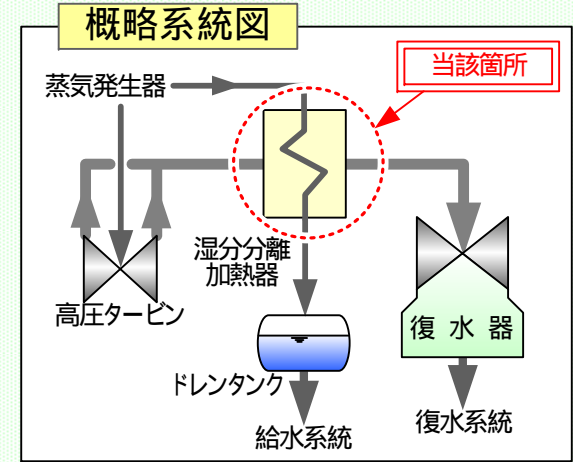 概略系統図
当該箇所
蒸気発生器
湿分分離
加熱器
高圧タービン
復水器
ドレンタンク
給水系統
復水系統